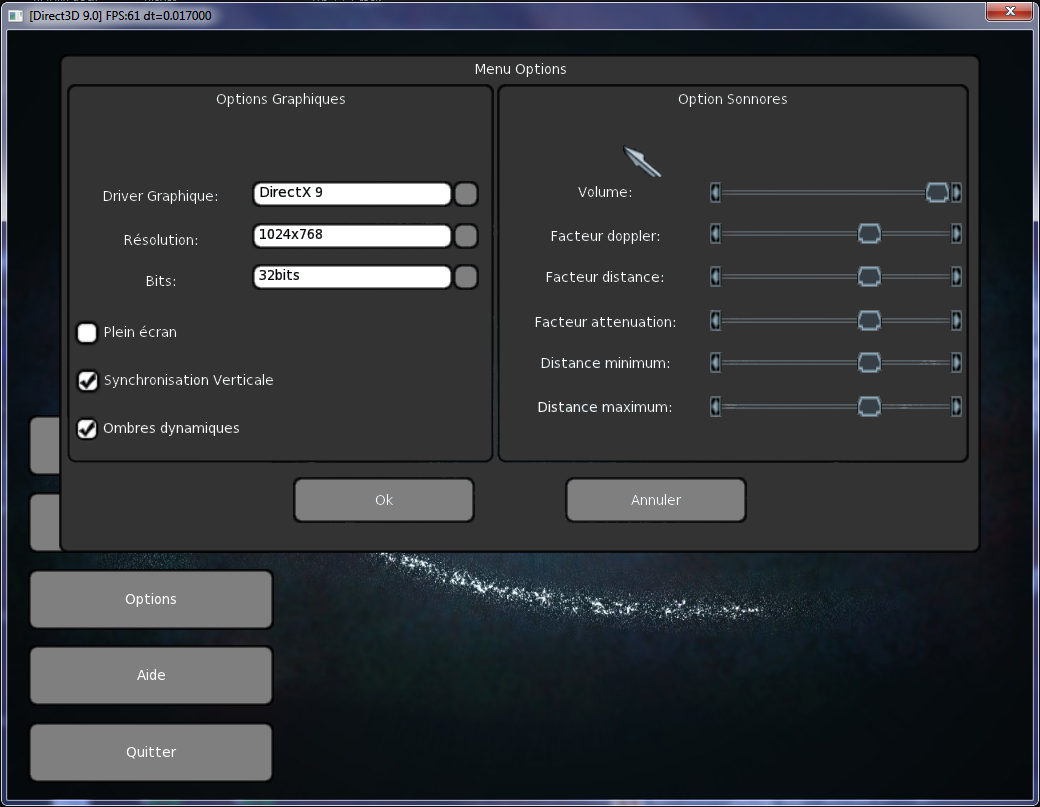 [Direct3D 9.0] FPS:61 dt=0.017000
Menu Options
Options Graphiques
Driver Graphique: DirectX 9
Résolution: 1024x768
Bits: 32bits
Plein écran
Synchronisation Verticale
Ombres dynamiques
Option Sonnores
Volume:
Facteur doppler:
Facteur distance:
Facteur attenuation:
Distance minimum:
Distance maximum:
Ok
Annuler
Options
Aide
Quitter